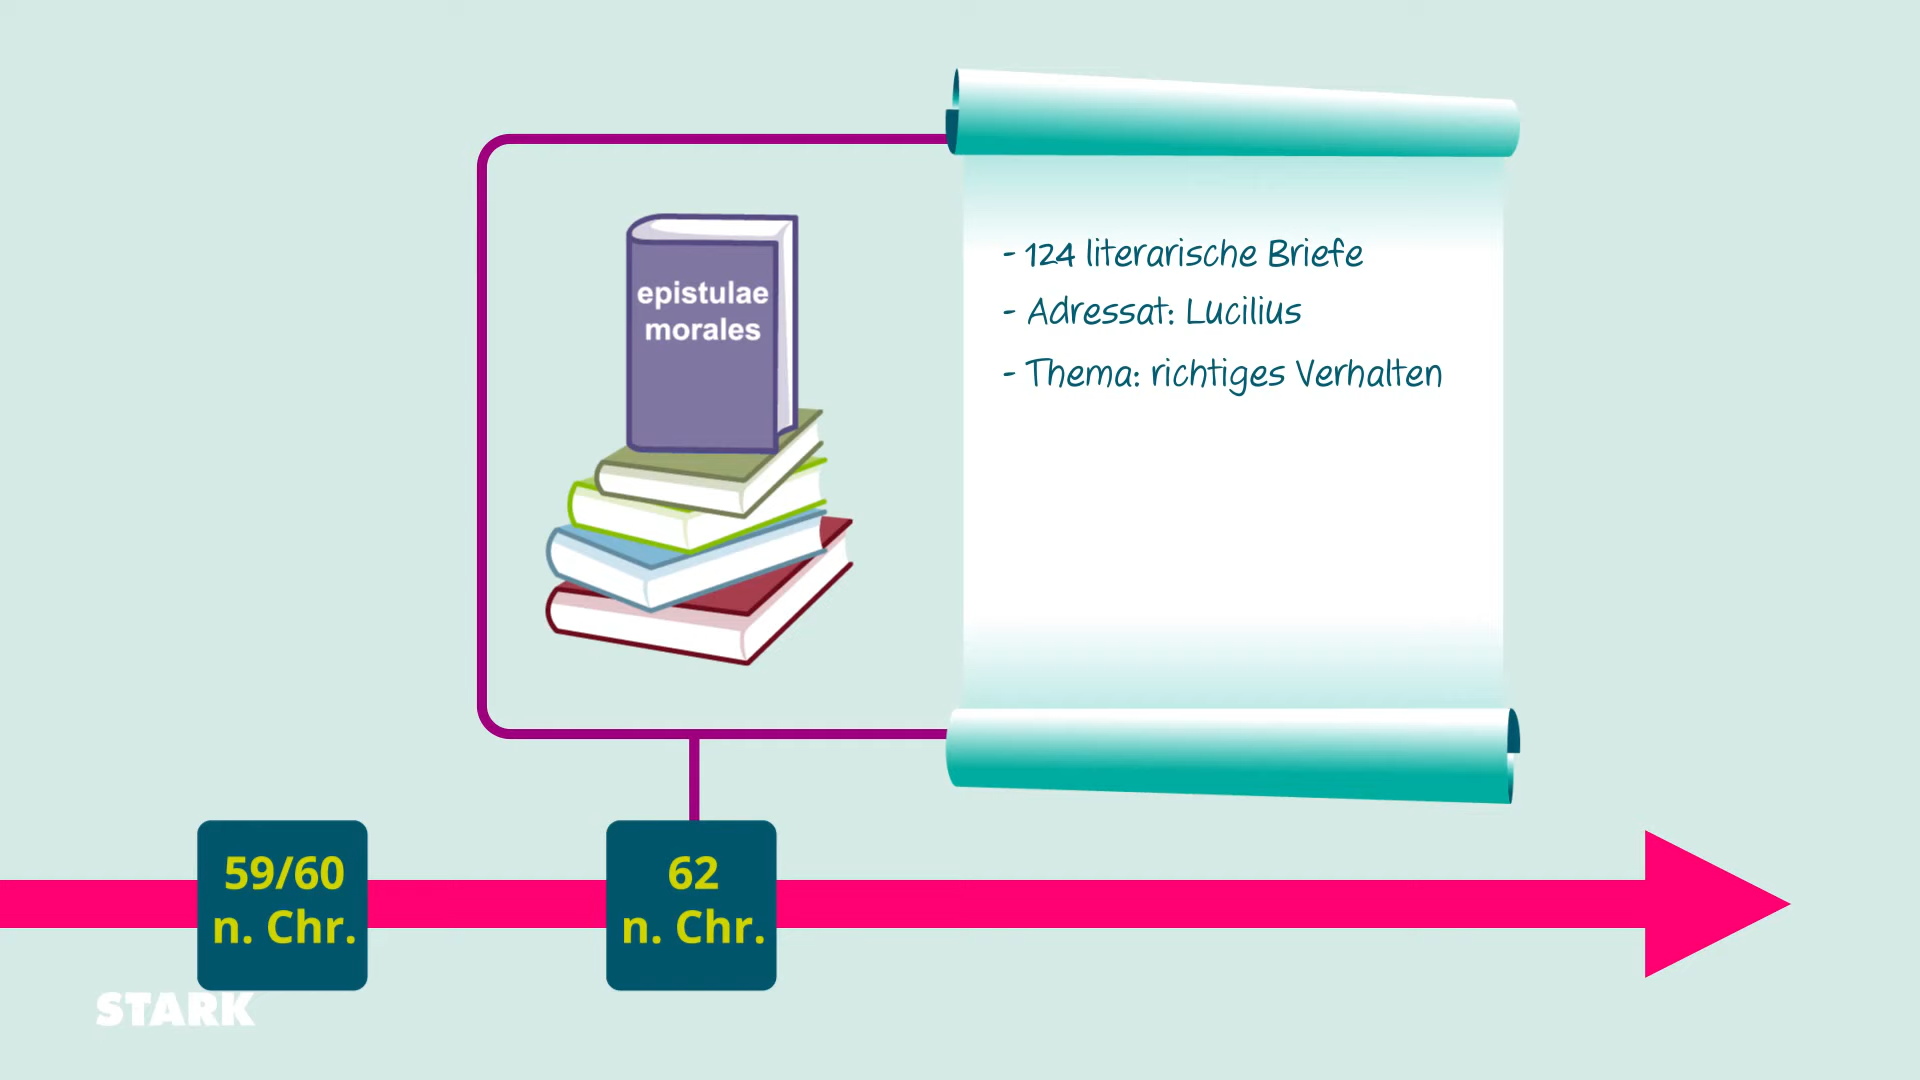 epistulae
morales
- 124 literarische Briefe
- Adressat: Lucilius
- Thema: richtiges Verhalten
59/60
n. Chr.
62
n. Chr.
STARK